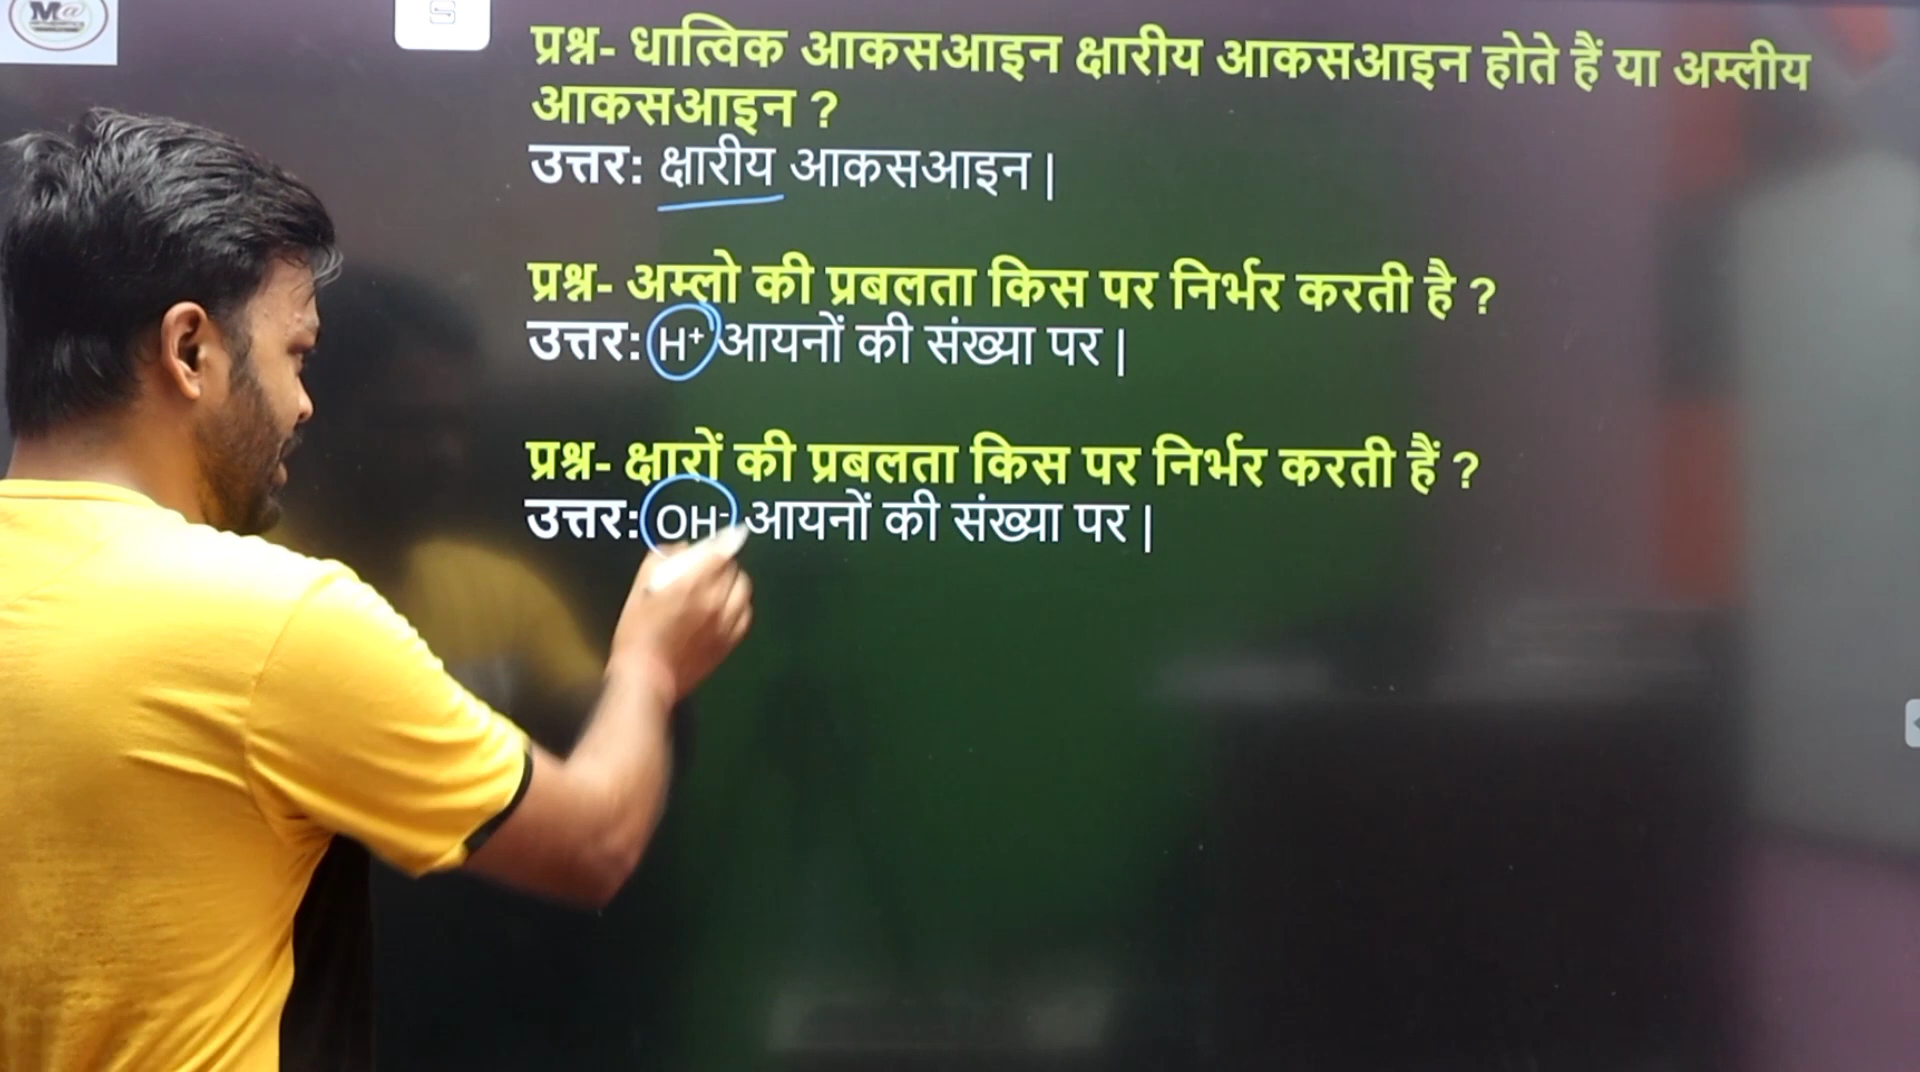 M@
प्रश्न- धात्विक आकसआइन क्षारीय आकसआइन होते हैं या अम्लीय
आकसआइन ?
उत्तर: क्षारीय आकसआइन |
प्रश्न- अम्लो की प्रबलता किस पर निर्भर करती है ?
उत्तर: H⁺ आयनों की संख्या पर |
प्रश्न- क्षारों की प्रबलता किस पर निर्भर करती हैं ?
उत्तर: OH⁻ आयनों की संख्या पर |